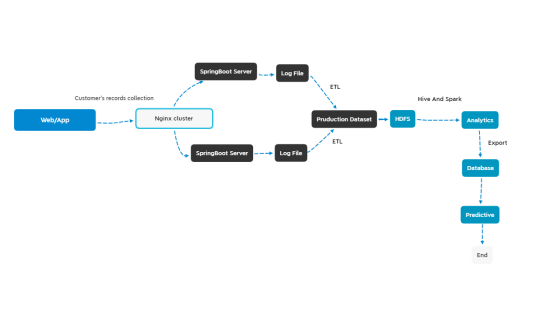 SpringBoot Server
Log File
ETL
Customer's records collection
Hive And Spark
Web/App
Nginx cluster
Pruduction Dataset
HDFS
Analytics
ETL
Export
SpringBoot Server
Log File
Database
Predictive
End